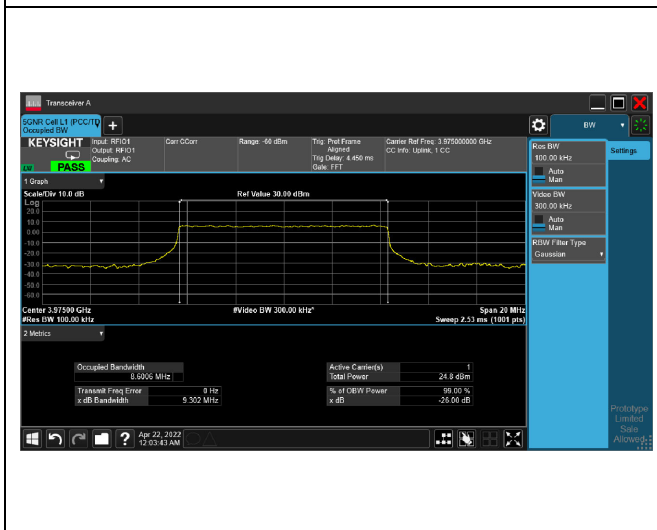 Transceiver A
5GNR Cell L1 (PCC/TD
Occupied BW
BW
KEYSIGHT
Input: RFIO1
Output: RFIO1
Coupling: AC
Corr CCorr
Range: -60 dBm
Trig: Prot Frame
Aligned
Trig Delay: 4.450 ms
Gate: FFT
Carrier Ref Freq: 3.975000000 GHz
CC Info: Uplink, 1 CC
PASS
Res BW
100.00 kHz
Auto
Man
Settings
Video BW
300.00 kHz
Auto
Man
RBW Filter Type
Gaussian
1 Graph
Scale/Div 10.0 dB
Ref Value 30.00 dBm
Log
20.0
10.0
0.00
-10.0
-20.0
-30.0
-40.0
-50.0
-60.0
Center 3.97500 GHz
#Video BW 300.00 kHz*
Span 20 MHz
#Res BW 100.00 kHz
Sweep 2.53 ms (1001 pts)
2 Metrics
Occupied Bandwidth
8.6006 MHz
Active Carrier(s) 1
Total Power 24.8 dBm
Transmit Freq Error 0 Hz
x dB Bandwidth 9.302 MHz
% of OBW Power 99.00 %
x dB -26.00 dB
Prototype
Limited
Sale
Allowed
Apr 22, 2022
12:03:43 AM